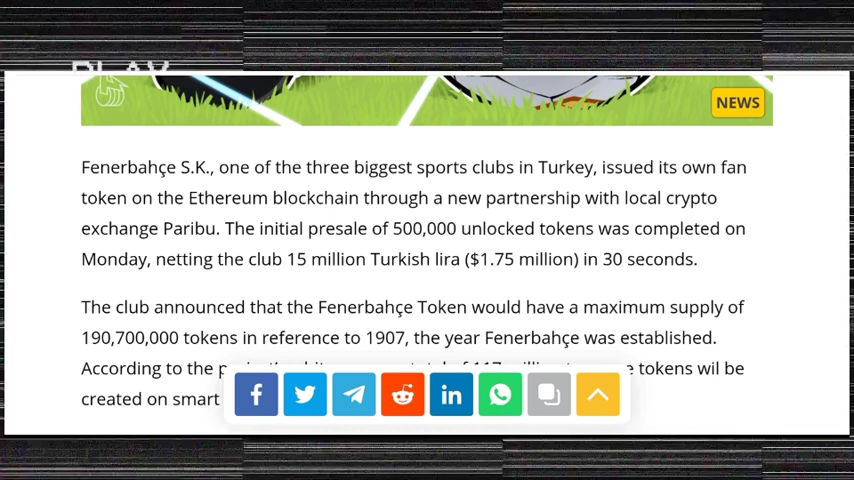 PLAY
NEWS
Fenerbahçe S.K., one of the three biggest sports clubs in Turkey, issued its own fan
token on the Ethereum blockchain through a new partnership with local crypto
exchange Paribu. The initial presale of 500,000 unlocked tokens was completed on
Monday, netting the club 15 million Turkish lira ($1.75 million) in 30 seconds.
The club announced that the Fenerbahçe Token would have a maximum supply of
190,700,000 tokens in reference to 1907, the year Fenerbahçe was established.
According to the tokens wil be
created on smart